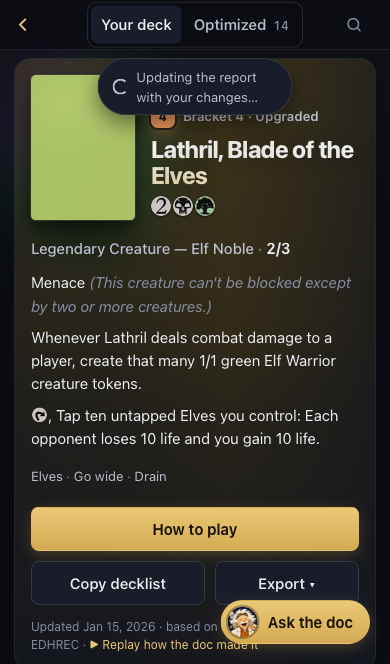 Your deck
Optimized 14
Updating the report
with your changes...
4 Bracket 4 · Upgraded
Lathril, Blade of the
Elves
2
Legendary Creature — Elf Noble · 2/3
Menace (This creature can't be blocked except
by two or more creatures.)
Whenever Lathril deals combat damage to a
player, create that many 1/1 green Elf Warrior
creature tokens.
, Tap ten untapped Elves you control: Each
opponent loses 10 life and you gain 10 life.
Elves · Go wide · Drain
How to play
Copy decklist
Export ▾
Updated Jan 15, 2026 · based on
EDHREC · ▶ Replay how the doc made it
Ask the doc